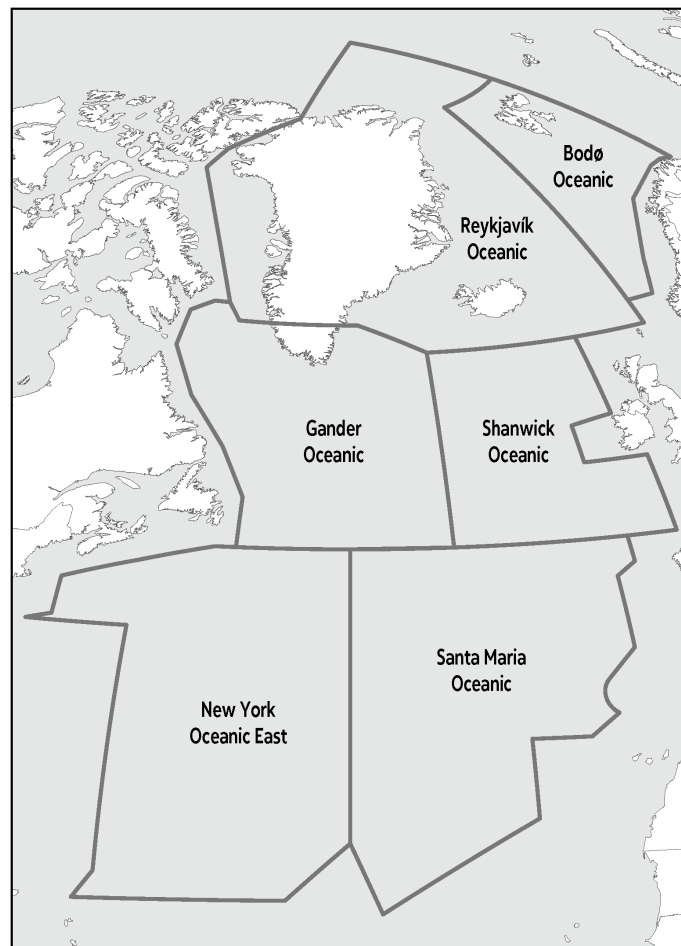 Bodø
Oceanic
Reykjavík
Oceanic
Gander
Oceanic
Shanwick
Oceanic
Santa Maria
Oceanic
New York
Oceanic East